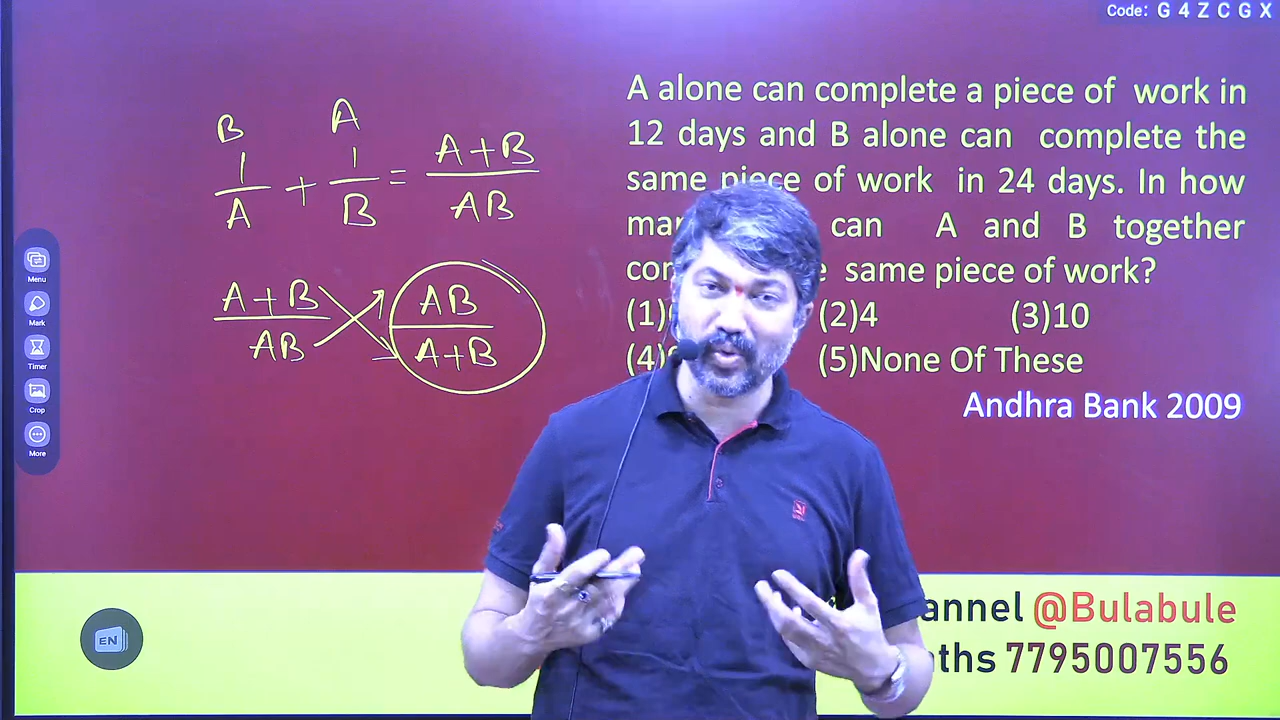 Code: G 4 Z C G X
B A
1/A + 1/B = A+B/AB
A+B/AB AB/A+B
A alone can complete a piece of work in
12 days and B alone can complete the
same piece of work in 24 days. In how
can A and B together
same piece of work?
(1) (2)4 (3)10
(4) (5)None Of These
Andhra Bank 2009
Menu
Mark
Timer
Crop
More
EN
@Bulabule
7795007556